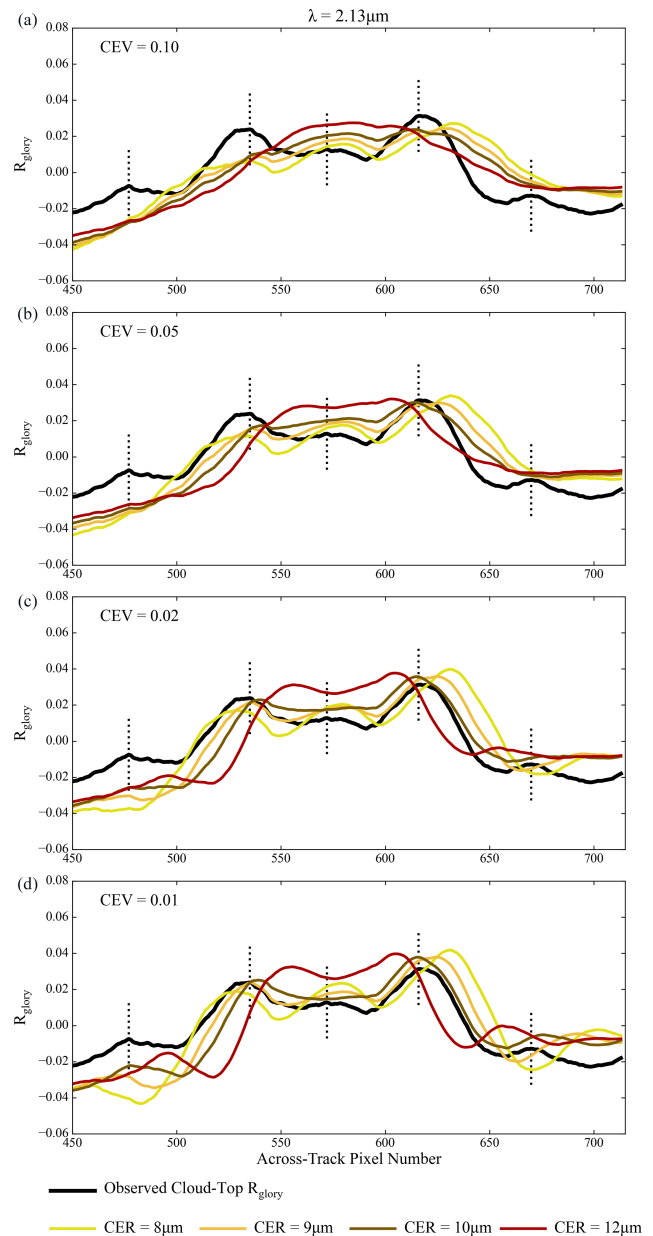 λ = 2.13μm
(a)
CEV = 0.10
0.08
0.06
0.04
0.02
0.00
−0.02
−0.04
−0.06
R_glory
450 500 550 600 650 700
(b)
CEV = 0.05
0.08
0.06
0.04
0.02
0.00
−0.02
−0.04
−0.06
R_glory
450 500 550 600 650 700
(c)
CEV = 0.02
0.08
0.06
0.04
0.02
0.00
−0.02
−0.04
−0.06
R_glory
450 500 550 600 650 700
(d)
CEV = 0.01
0.08
0.06
0.04
0.02
0.00
−0.02
−0.04
−0.06
R_glory
450 500 550 600 650 700
Across-Track Pixel Number
Observed Cloud-Top R_glory
CER = 8μm CER = 9μm CER = 10μm CER = 12μm